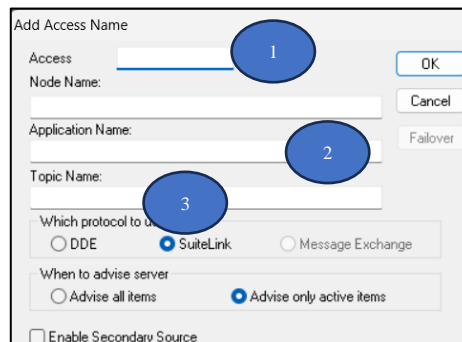 Add Access Name
Access
1
OK
Node Name:
Cancel
Application Name:
Failover
2
Topic Name:
3
Which protocol to
DDE
SuiteLink
Message Exchange
When to advise server
Advise all items
Advise only active items
Enable Secondary Source